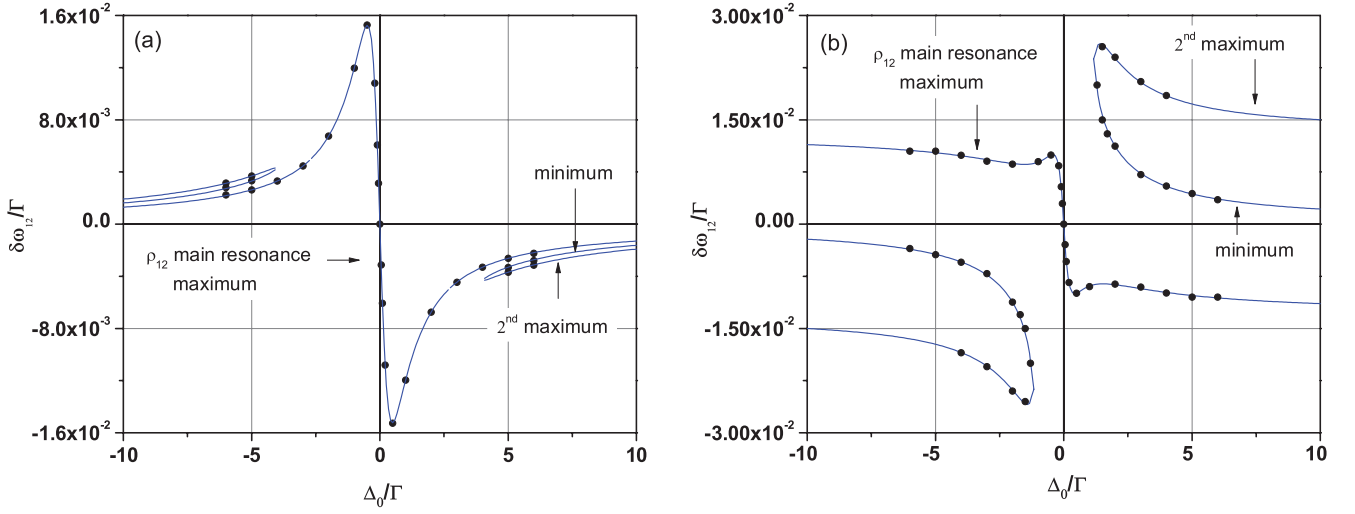 (a)
1.6x10⁻²
8.0x10⁻³
0.0
-8.0x10⁻³
-1.6x10⁻²
δω₁₂/Γ
minimum
ρ₁₂ main resonance
maximum
2ⁿᵈ maximum
-10
-5
0
5
10
Δ₀/Γ
(b)
3.00x10⁻²
1.50x10⁻²
0.00
-1.50x10⁻²
-3.00x10⁻²
δω₁₂/Γ
2ⁿᵈ maximum
ρ₁₂ main resonance
maximum
minimum
-10
-5
0
5
10
Δ₀/Γ